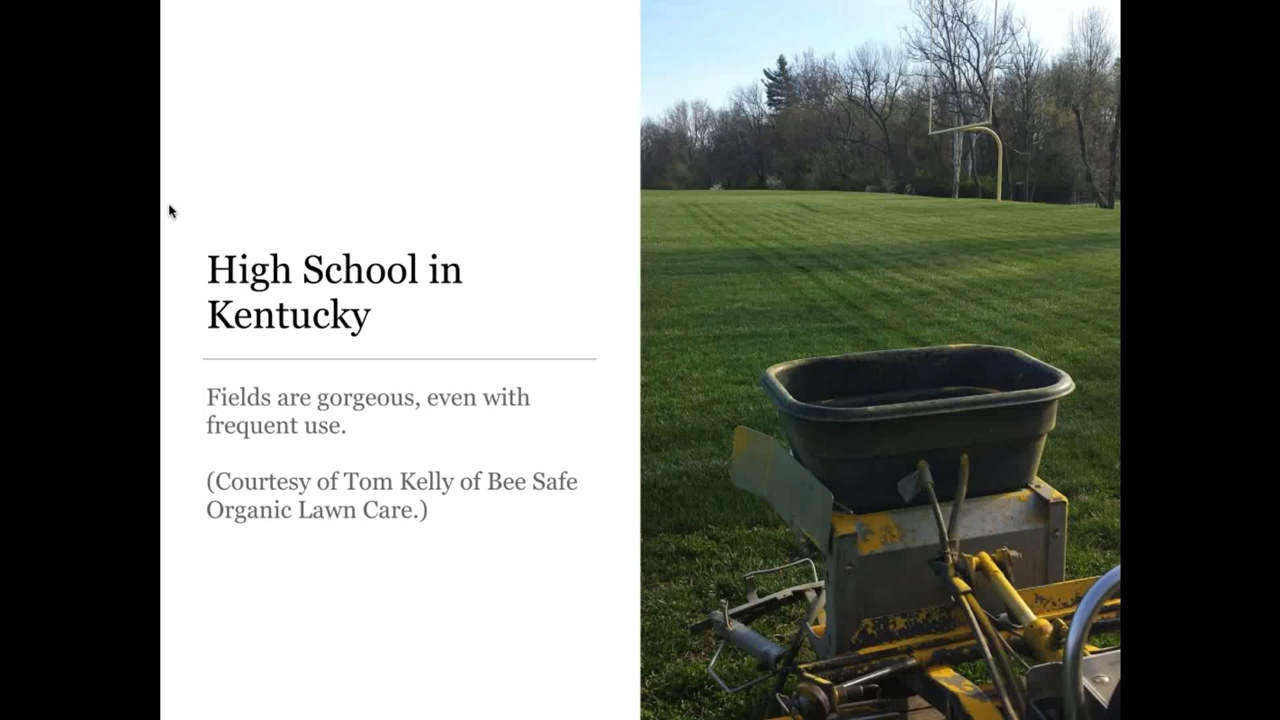 High School in
Kentucky
Fields are gorgeous, even with
frequent use.
(Courtesy of Tom Kelly of Bee Safe
Organic Lawn Care.)